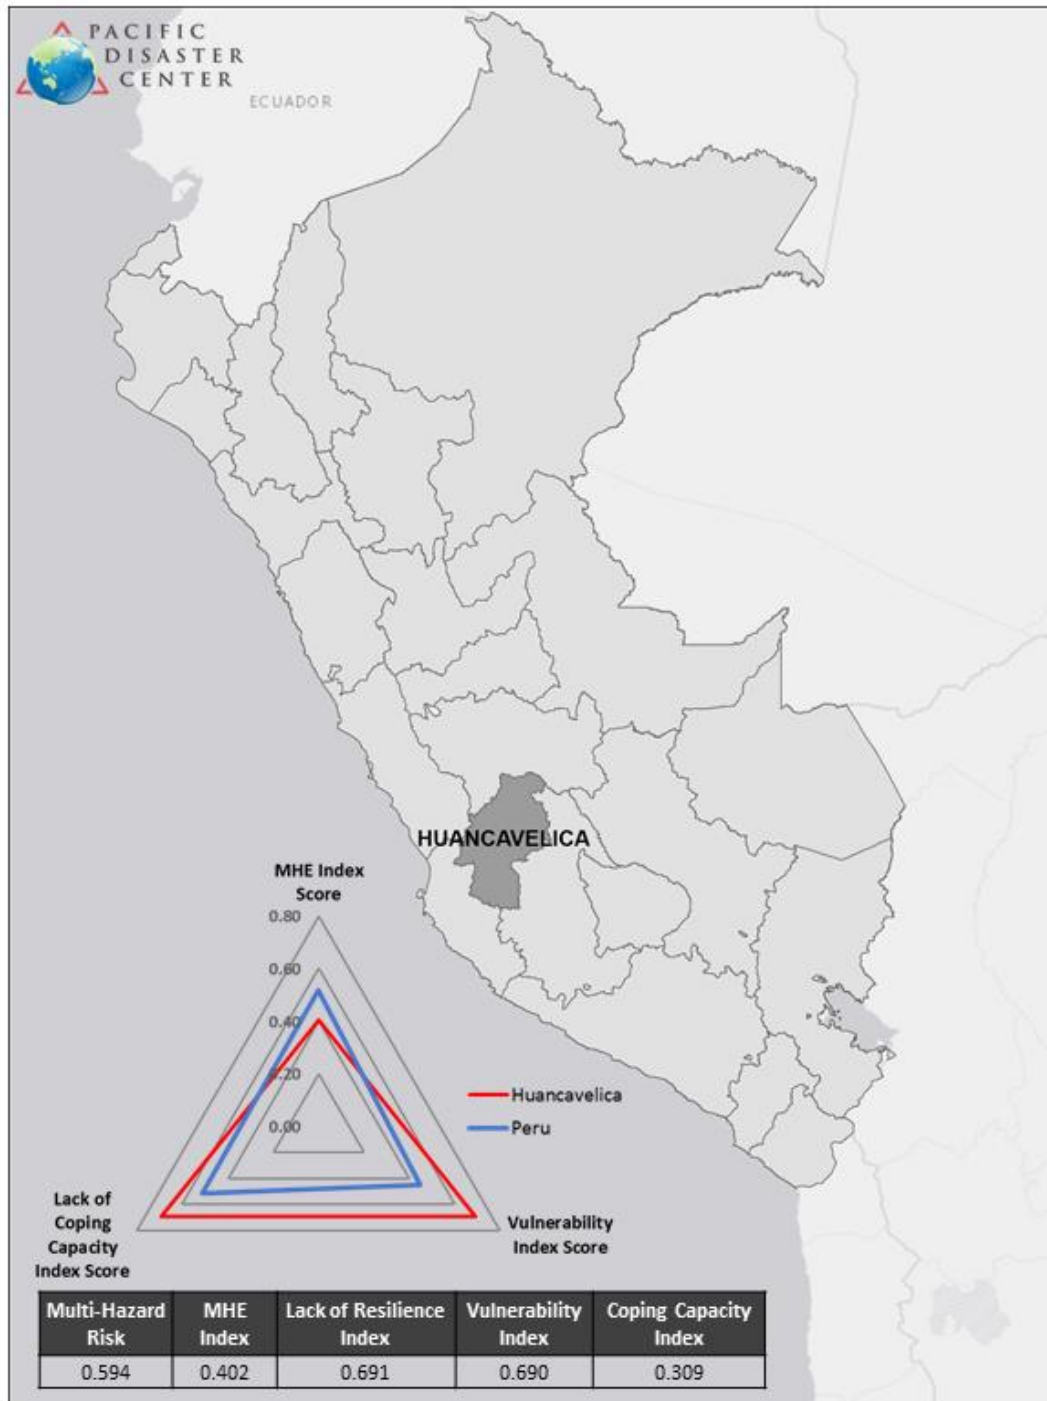 PACIFIC
DISASTER
CENTER
ECUADOR
HUANCAVELICA
MHE Index
Score
0.80
0.60
0.40
0.20
0.00
Huancavelica
Peru
Lack of
Coping
Capacity
Index Score
Vulnerability
Index Score
Multi-Hazard
Risk
MHE
Index
Lack of Resilience
Index
Vulnerability
Index
Coping Capacity
Index
0.594 0.402 0.691 0.690 0.309